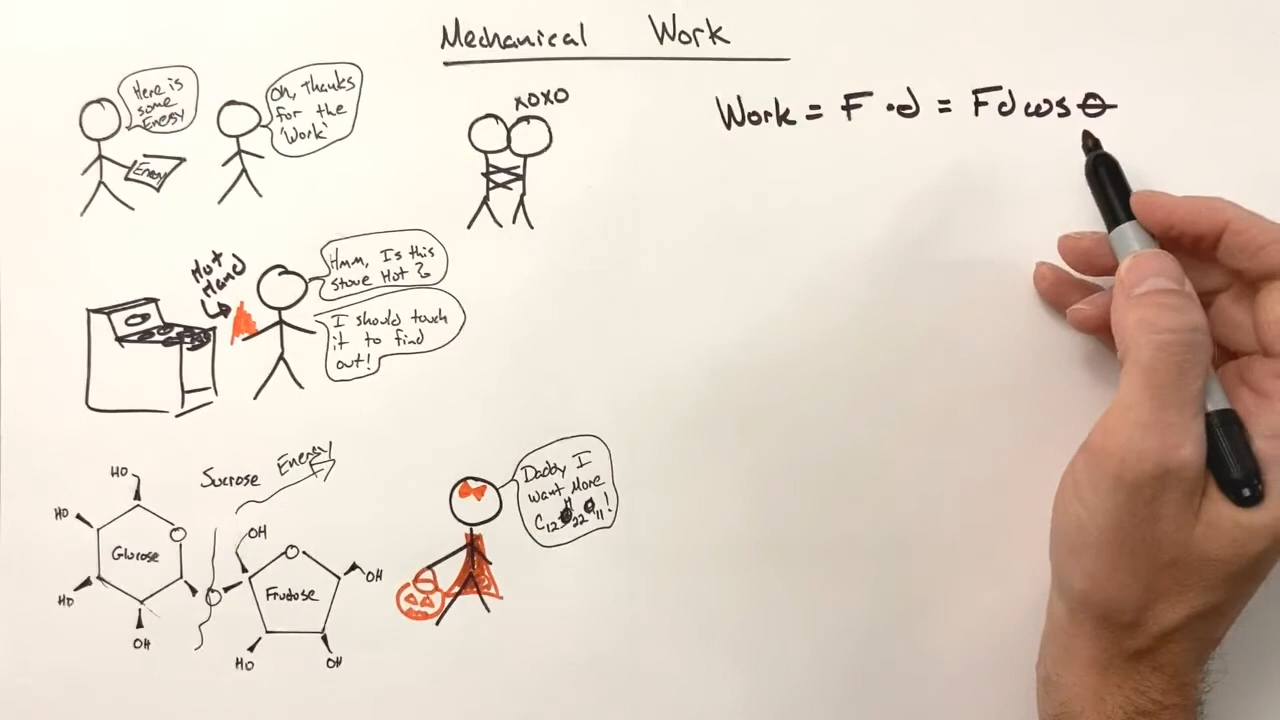 Mechanical Work
Here is
some
Enesy
Enesy
Oh, Thanks
for the
'Work'
XOXO
Work = F · d = Fd cos θ
Hot
Hand
Hmm, Is this
stove Hot?
I should touch
it to find
out!
Sucrose Energy
HO
HO
HO
OH
Glucose
O
O
OH
O
Fructose
OH
HO
OH
Daddy I
want More
C12H22O11!